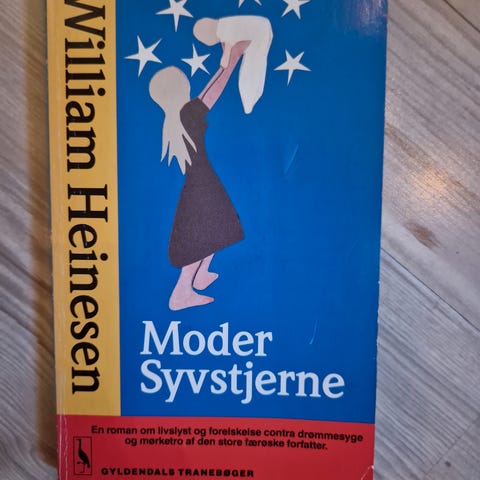 William Heinesen
Moder
Syvstjerne
En roman om livslyst og forelskelse contra drømmesyge
og mørketro af den store færøske forfatter.
GYLDENDALS TRANEBØGER